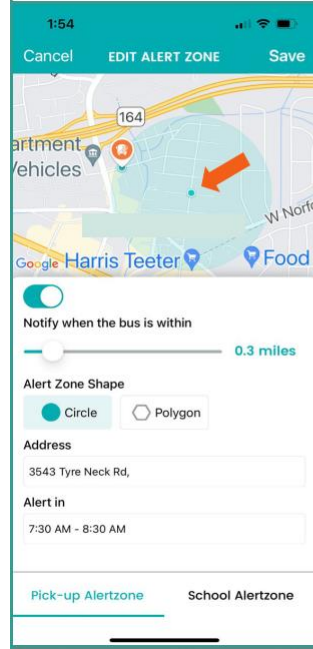 1:54
Cancel EDIT ALERT ZONE Save
164
artment
Vehicles
W Norfo
Google Harris Teeter Food
Notify when the bus is within
0.3 miles
Alert Zone Shape
Circle Polygon
Address
3543 Tyre Neck Rd,
Alert in
7:30 AM - 8:30 AM
Pick-up Alertzone School Alertzone